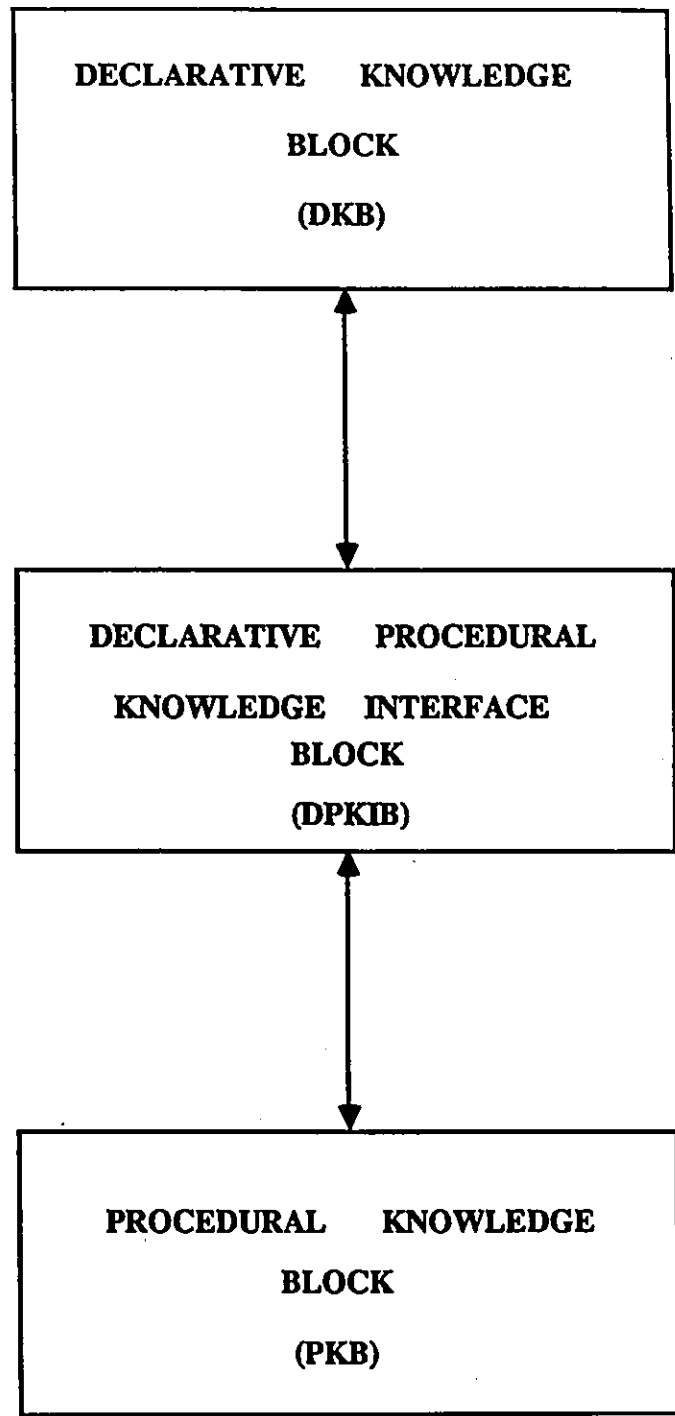 DECLARATIVE KNOWLEDGE
BLOCK
(DKB)
DECLARATIVE PROCEDURAL
KNOWLEDGE INTERFACE
BLOCK
(DPKIB)
PROCEDURAL KNOWLEDGE
BLOCK
(PKB)